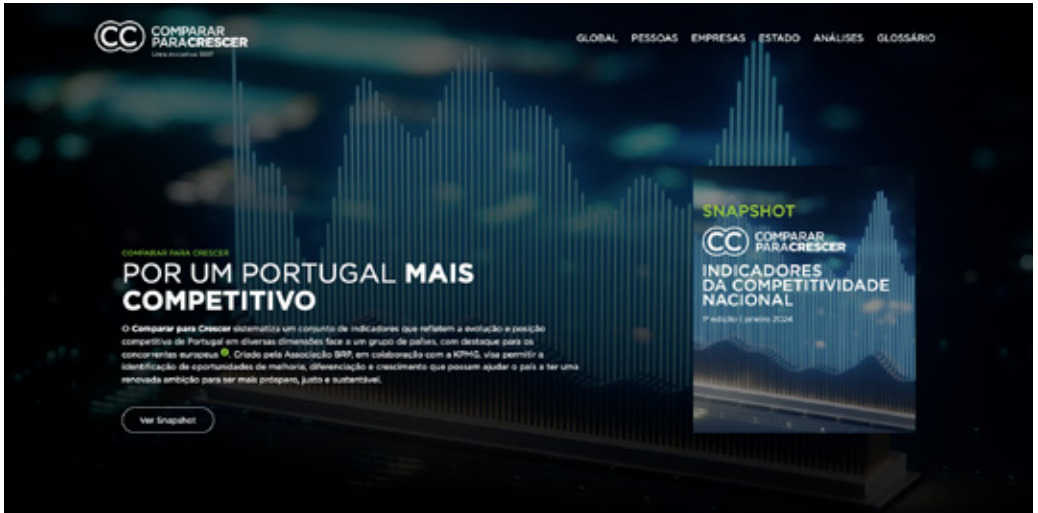 COMPARAR
PARACRESCER
Uma iniciativa BRP
GLOBAL PESSOAS EMPRESAS ESTADO ANÁLISES GLOSSÁRIO
COMPARAR PARA CRESCER
POR UM PORTUGAL MAIS
COMPETITIVO
O Comparar para Crescer sistematiza um conjunto de indicadores que refletem a evolução e posição
competitiva de Portugal em diversas dimensões face a um grupo de países, com destaque para os
concorrentes europeus. Criado pela Associação BRP, em colaboração com a KPMG, visa permitir a
identificação de oportunidades de melhoria, diferenciação e crescimento que possam ajudar o país a ter uma
renovada ambição para ser mais próspero, justo e sustentável.
Ver Snapshot
SNAPSHOT
COMPARAR
PARACRESCER
INDICADORES
DA COMPETITIVIDADE
NACIONAL
1ª edição | janeiro 2024